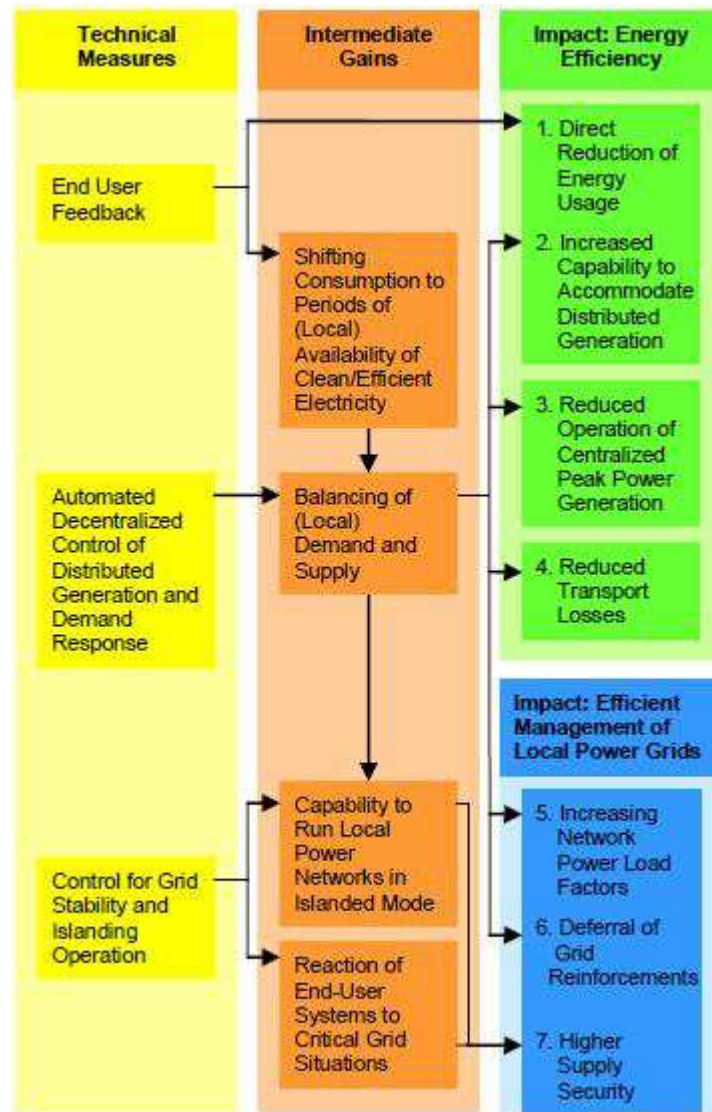 Technical
Measures
End User
Feedback
Automated
Decentralized
Control of
Distributed
Generation and
Demand
Response
Control for Grid
Stability and
Islanding
Operation
Intermediate
Gains
Shifting
Consumption to
Periods of
(Local)
Availability of
Clean/Efficient
Electricity
Balancing of
(Local)
Demand and
Supply
Capability to
Run Local
Power
Networks in
Islanded Mode
Reaction of
End-User
Systems to
Critical Grid
Situations
Impact: Energy
Efficiency
1. Direct
Reduction of
Energy
Usage
2. Increased
Capability to
Accommodate
Distributed
Generation
3. Reduced
Operation of
Centralized
Peak Power
Generation
4. Reduced
Transport
Losses
Impact: Efficient
Management of
Local Power Grids
5. Increasing
Network
Power Load
Factors
6. Deferral of
Grid
Reinforcements
7. Higher
Supply
Security